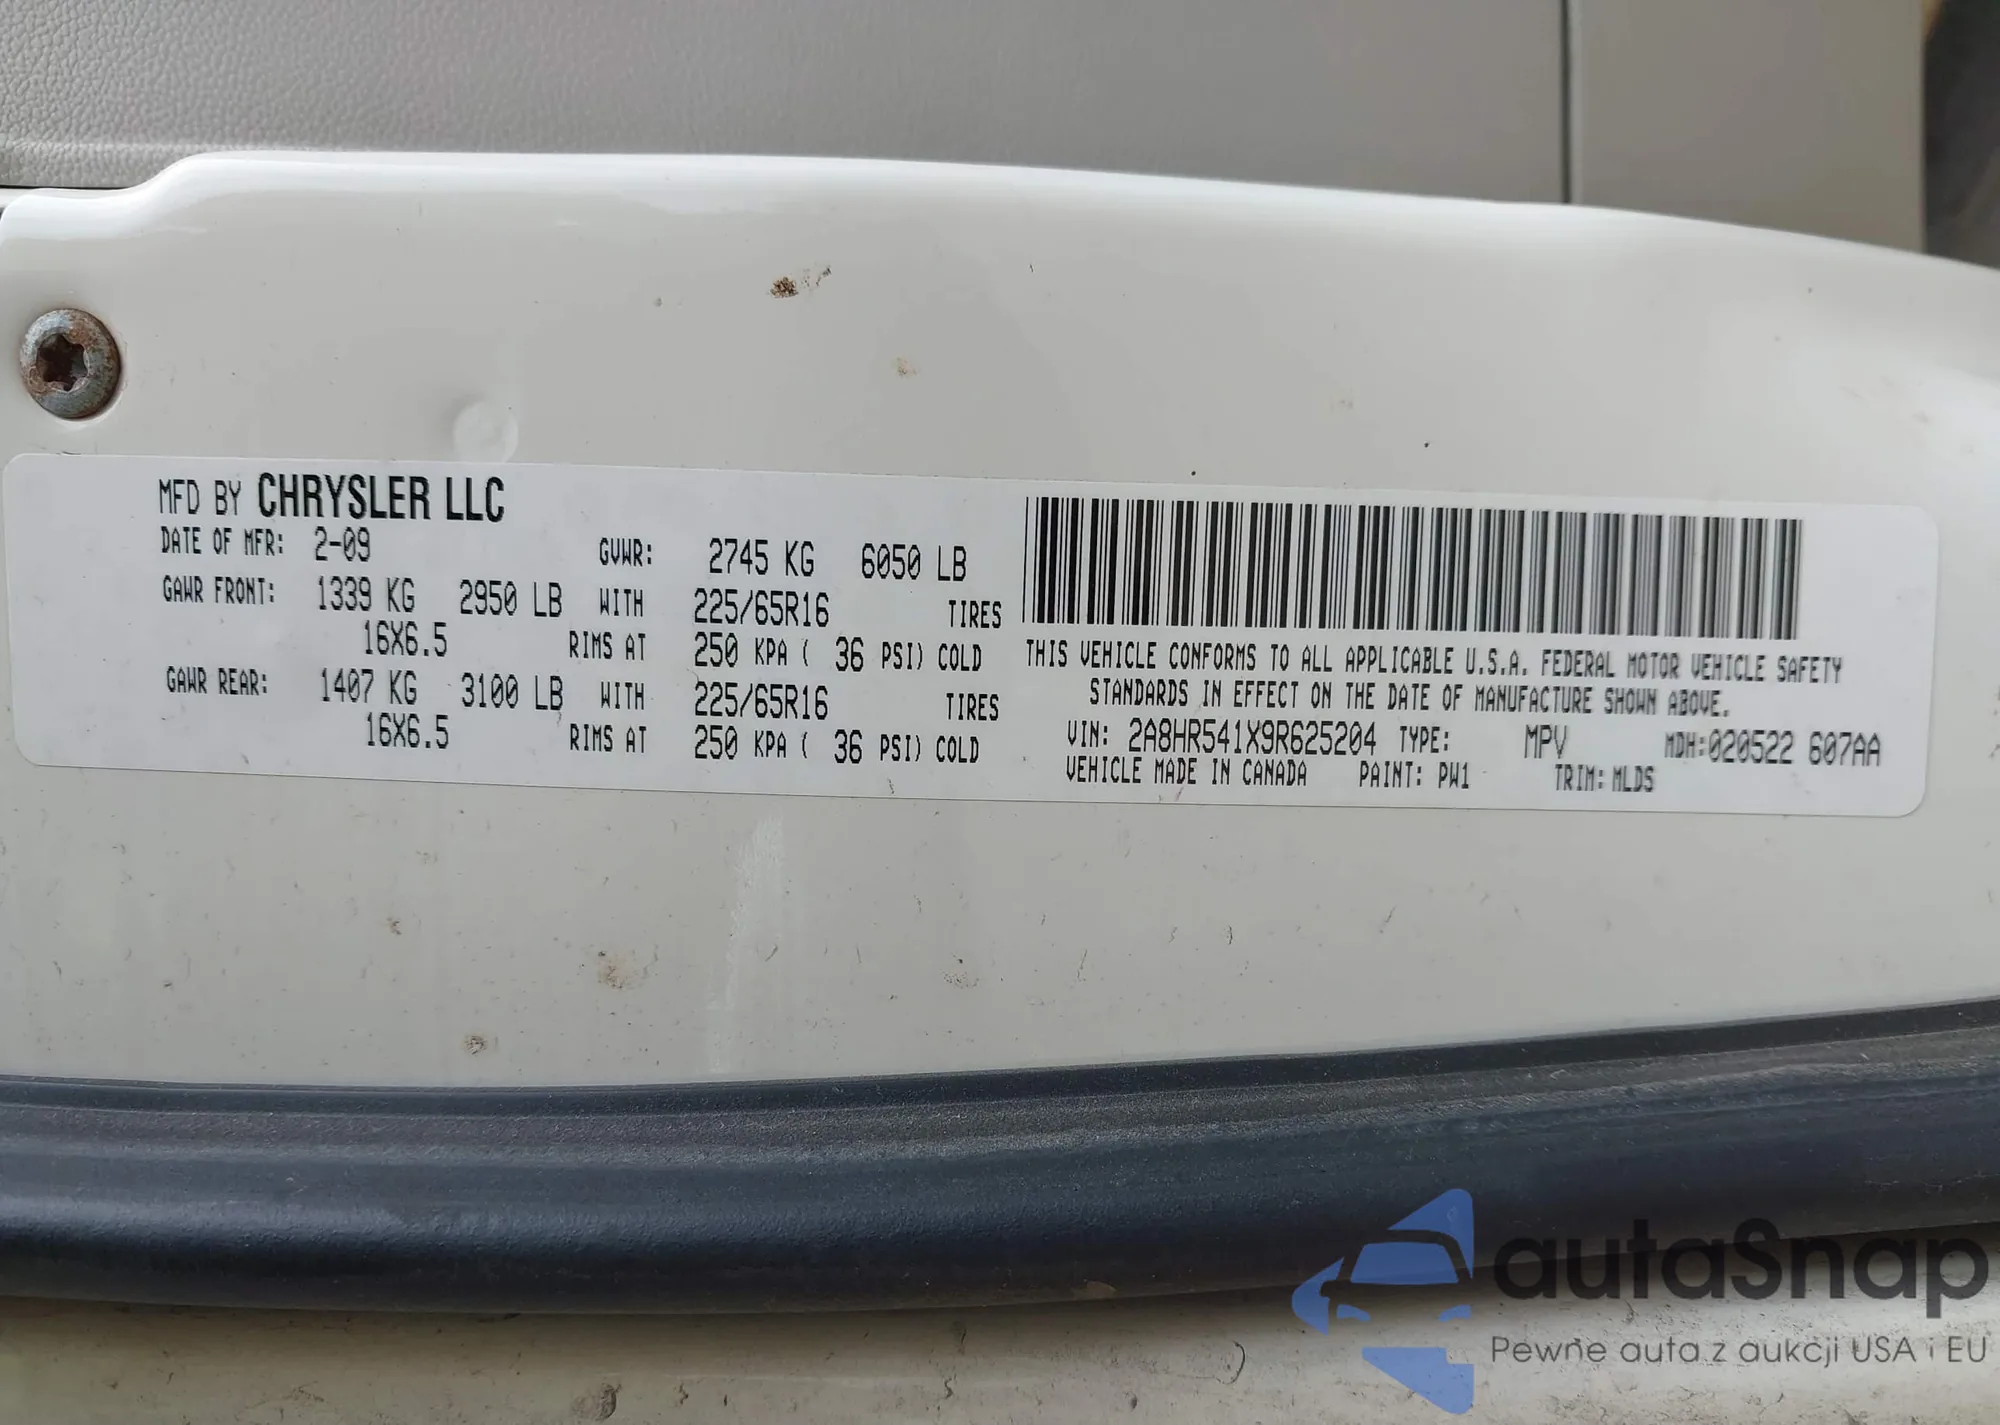 MFD BY CHRYSLER LLC
DATE OF MFR: 2-09 GVWR: 2745 KG 6050 LB
GAWR FRONT: 1339 KG 2950 LB WITH 225/65R16 TIRES
16X6.5 RIMS AT 250 KPA ( 36 PSI) COLD
GAWR REAR: 1407 KG 3100 LB WITH 225/65R16 TIRES
16X6.5 RIMS AT 250 KPA ( 36 PSI) COLD
THIS VEHICLE CONFORMS TO ALL APPLICABLE U.S.A. FEDERAL MOTOR VEHICLE SAFETY
STANDARDS IN EFFECT ON THE DATE OF MANUFACTURE SHOWN ABOVE.
VIN: 2A8HR541X9R625204 TYPE: MPV MDH:020522 607AA
VEHICLE MADE IN CANADA PAINT: PW1 TRIM: MLDS
autaSnap
Pewne auta z aukcji USA i EU